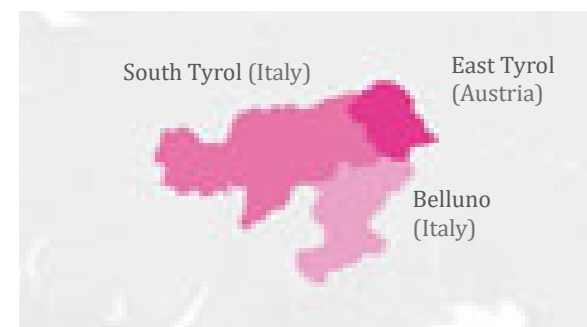 South Tyrol (Italy)
East Tyrol
(Austria)
Belluno
(Italy)